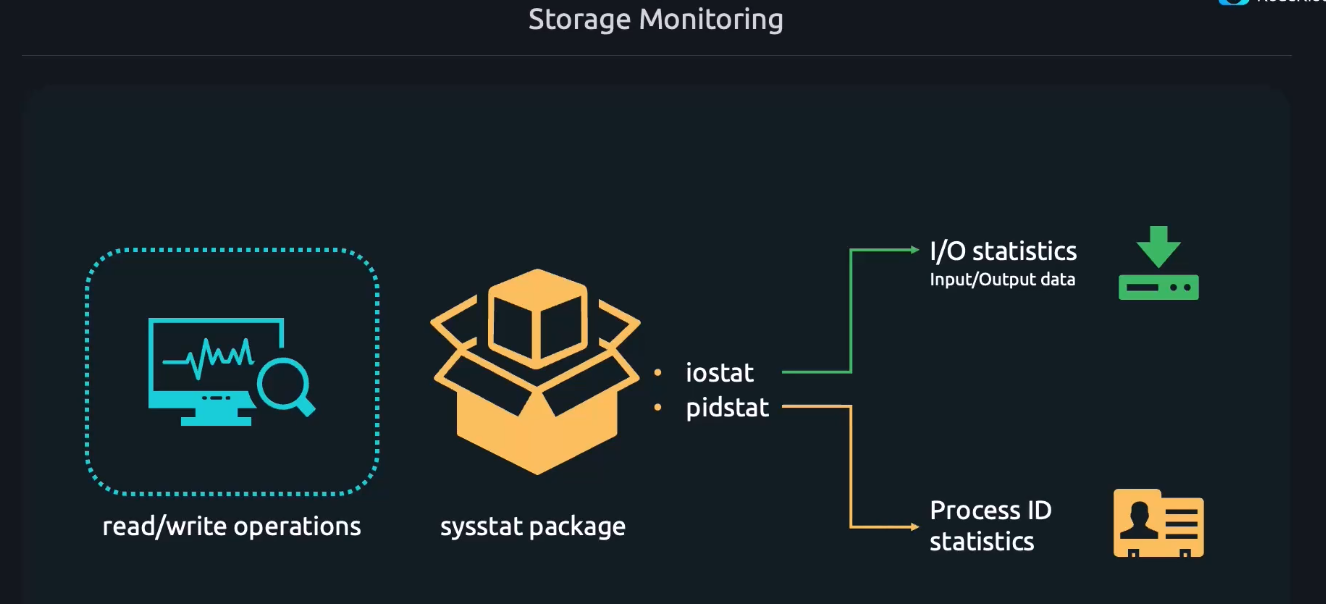 Storage Monitoring
I/O statistics
Input/Output data
iostat
pidstat
Process ID
statistics
read/write operations
sysstat package